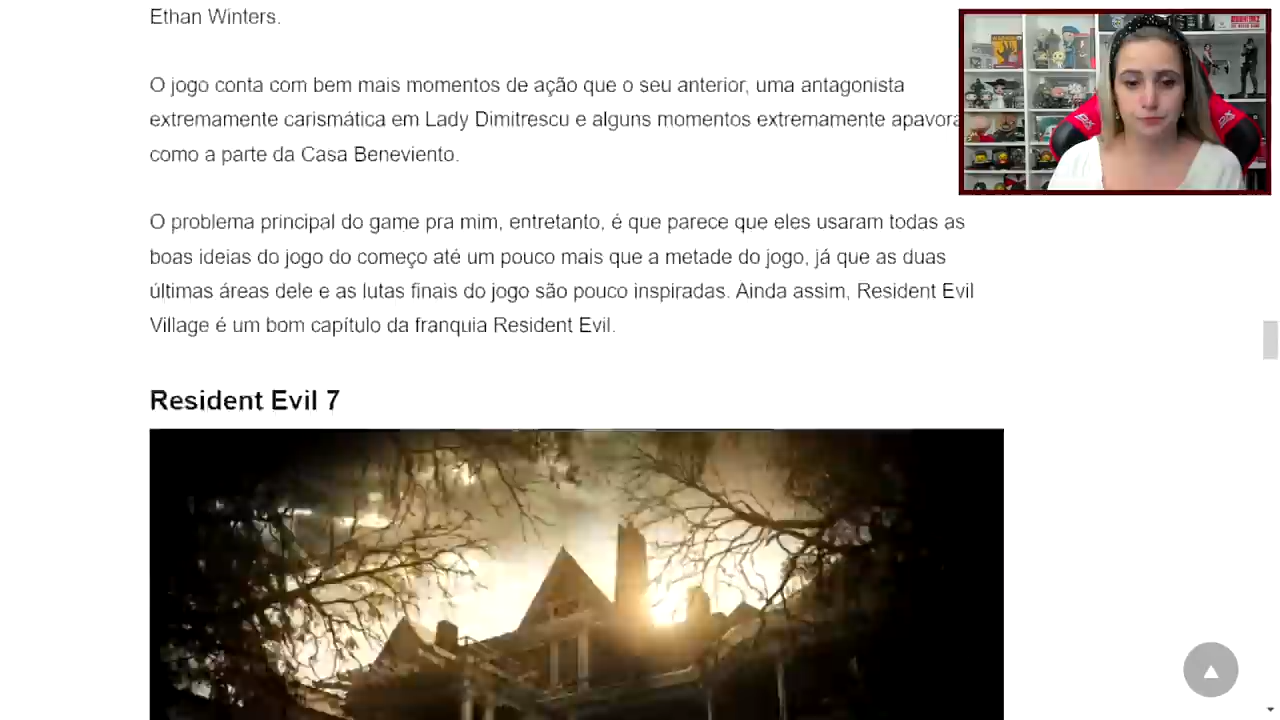 Ethan Winters.
O jogo conta com bem mais momentos de ação que o seu anterior, uma antagonista
extremamente carismática em Lady Dimitrescu e alguns momentos extremamente apavora
como a parte da Casa Beneviento.
O problema principal do game pra mim, entretanto, é que parece que eles usaram todas as
boas ideias do jogo do começo até um pouco mais que a metade do jogo, já que as duas
últimas áreas dele e as lutas finais do jogo são pouco inspiradas. Ainda assim, Resident Evil
Village é um bom capítulo da franquia Resident Evil.
Resident Evil 7